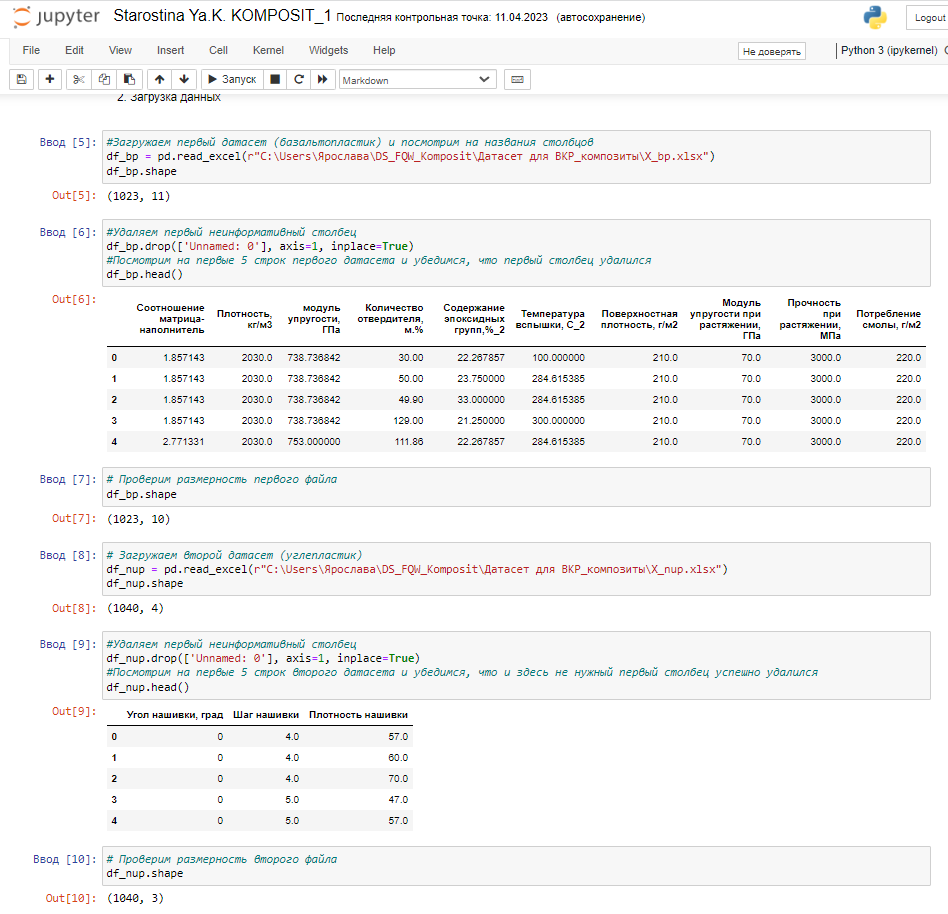 jupyter Starostina Ya.K. KOMPOSIT_1 Последняя контрольная точка: 11.04.2023 (автосохранение)
Logout
File Edit View Insert Cell Kernel Widgets Help
Не доверять Python 3 (ipykernel)
Запуск Markdown
2. Загрузка данных
Ввод [5]: #Загружаем первый датасет (базальтопластик) и посмотрим на названия столбцов
df_bp = pd.read_excel(r"C:\Users\Ярослава\DS_FQW_Komposit\Датасет для ВКР_композиты\X_bp.xlsx")
df_bp.shape
Out[5]: (1023, 11)
Ввод [6]: #Удаляем первый неинформативный столбец
df_bp.drop(['Unnamed: 0'], axis=1, inplace=True)
#Посмотрим на первые 5 строк первого датасета и убедимся, что первый столбец удалился
df_bp.head()
Out[6]:
Соотношение матрица-наполнитель Плотность, кг/м3 модуль упругости, ГПа Количество отвердителя, м.% Содержание эпоксидных групп,%_2 Температура вспышки, С_2 Поверхностная плотность, г/м2 Модуль упругости при растяжении, ГПа Прочность при растяжении, МПа Потребление смолы, г/м2
0 1.857143 2030.0 738.736842 30.00 22.267857 100.000000 210.0 70.0 3000.0 220.0
1 1.857143 2030.0 738.736842 50.00 23.750000 284.615385 210.0 70.0 3000.0 220.0
2 1.857143 2030.0 738.736842 49.90 33.000000 284.615385 210.0 70.0 3000.0 220.0
3 1.857143 2030.0 738.736842 129.00 21.250000 300.000000 210.0 70.0 3000.0 220.0
4 2.771331 2030.0 753.000000 111.86 22.267857 284.615385 210.0 70.0 3000.0 220.0
Ввод [7]: # Проверим размерность первого файла
df_bp.shape
Out[7]: (1023, 10)
Ввод [8]: # Загружаем второй датасет (углепластик)
df_nup = pd.read_excel(r"C:\Users\Ярослава\DS_FQW_Komposit\Датасет для ВКР_композиты\X_nup.xlsx")
df_nup.shape
Out[8]: (1040, 4)
Ввод [9]: #Удаляем первый неинформативный столбец
df_nup.drop(['Unnamed: 0'], axis=1, inplace=True)
#Посмотрим на первые 5 строк второго датасета и убедимся, что и здесь не нужный первый столбец успешно удалился
df_nup.head()
Out[9]:
Угол нашивки, град Шаг нашивки Плотность нашивки
0 0 4.0 57.0
1 0 4.0 60.0
2 0 4.0 70.0
3 0 5.0 47.0
4 0 5.0 57.0
Ввод [10]: # Проверим размерность второго файла
df_nup.shape
Out[10]: (1040, 3)